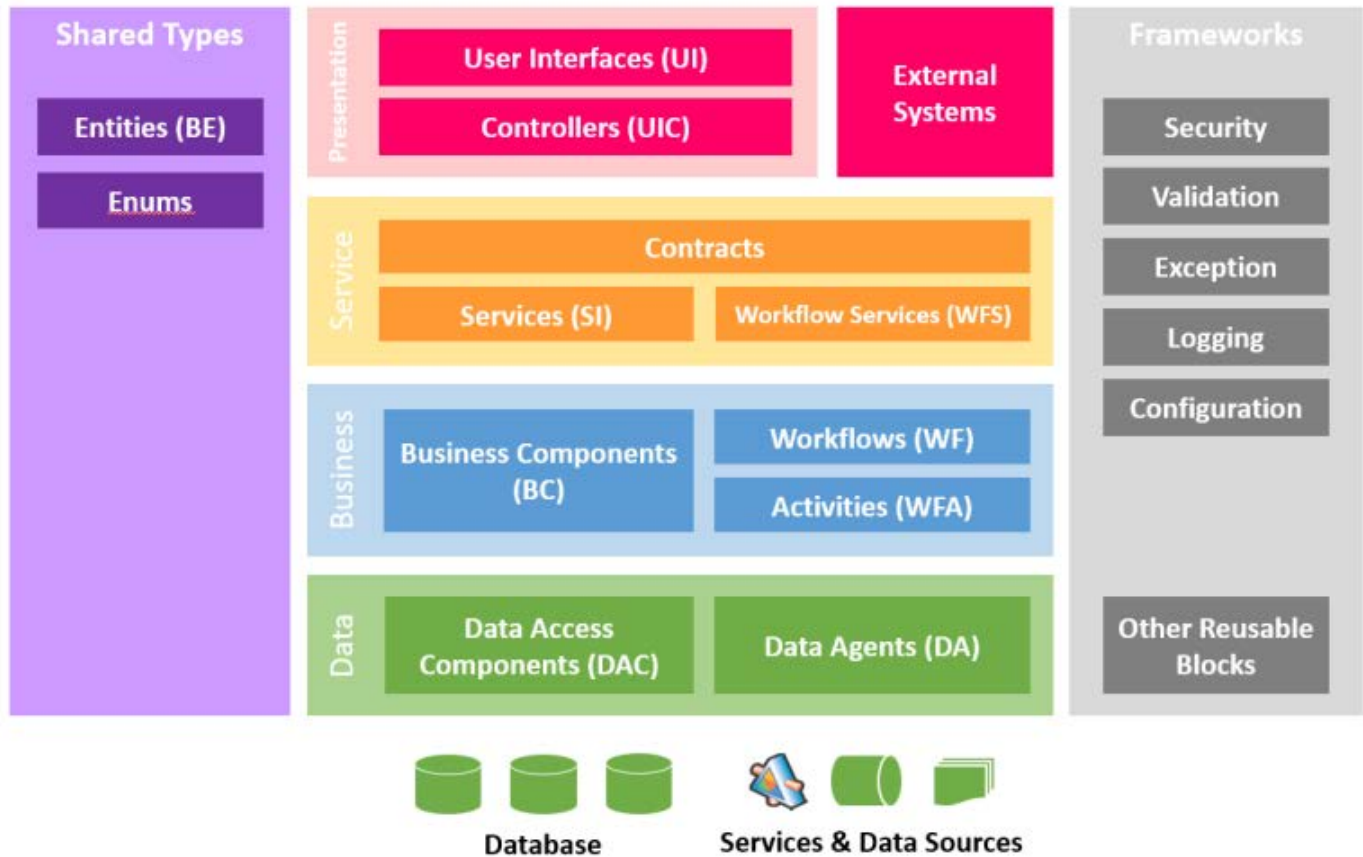 Shared Types
Entities (BE)
Enums
Presentation
User Interfaces (UI)
Controllers (UIC)
External
Systems
Service
Contracts
Services (SI)
Workflow Services (WFS)
Business
Business Components
(BC)
Workflows (WF)
Activities (WFA)
Data
Data Access
Components (DAC)
Data Agents (DA)
Frameworks
Security
Validation
Exception
Logging
Configuration
Other Reusable
Blocks
Database
Services & Data Sources